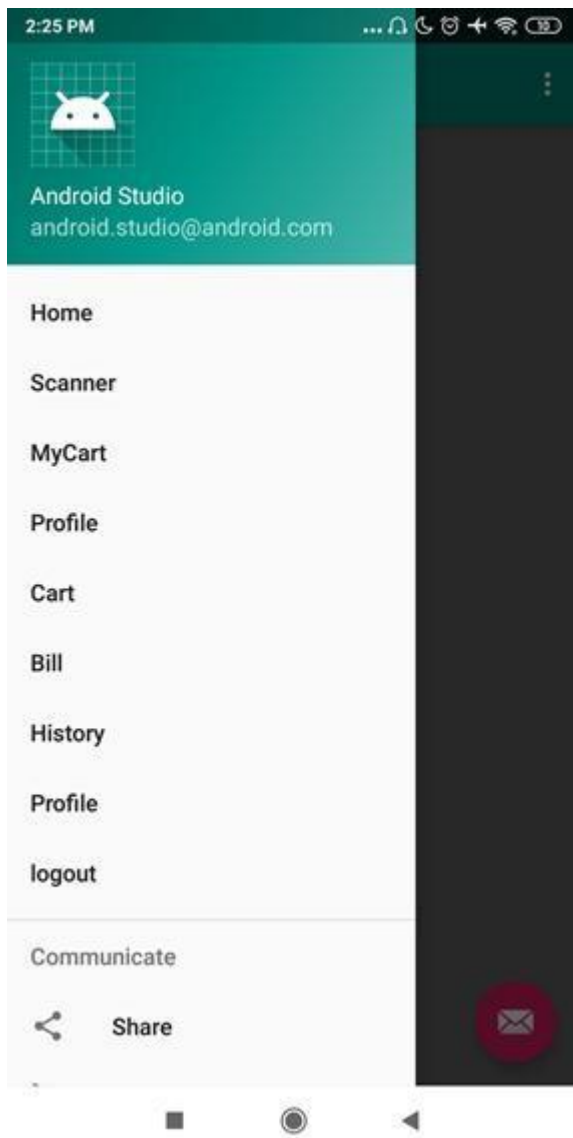 2:25 PM
10
Android Studio
android.studio@android.com
Home
Scanner
MyCart
Profile
Cart
Bill
History
Profile
logout
Communicate
Share